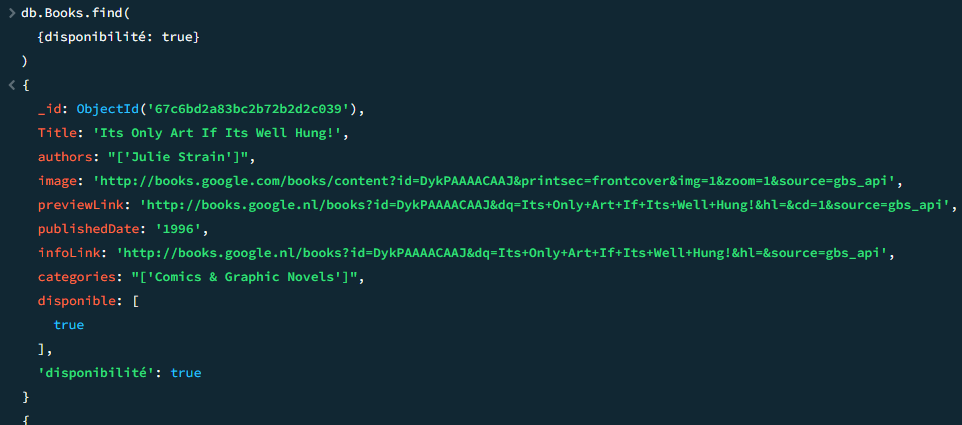 > db.Books.find(
{disponibilité: true}
)
< {
_id: ObjectId('67c6bd2a83bc2b72b2d2c039'),
Title: 'Its Only Art If Its Well Hung!',
authors: "['Julie Strain']",
image: 'http://books.google.com/books/content?id=DykPAAAACAAJ&printsec=frontcover&img=1&zoom=1&source=gbs_api',
previewLink: 'http://books.google.nl/books?id=DykPAAAACAAJ&dq=Its+Only+Art+If+Its+Well+Hung!&hl=&cd=1&source=gbs_api',
publishedDate: '1996',
infoLink: 'http://books.google.nl/books?id=DykPAAAACAAJ&dq=Its+Only+Art+If+Its+Well+Hung!&hl=&source=gbs_api',
categories: "['Comics & Graphic Novels']",
disponible: [
true
],
'disponibilité': true
}
{